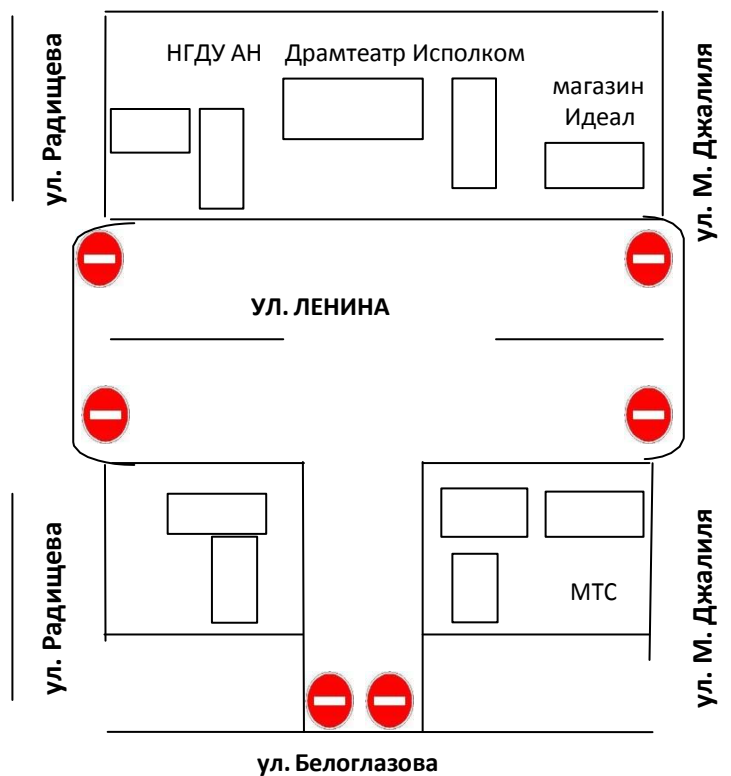 НГДУ АН Драмтеатр Исполком
магазин
Идеал
ул. Радищева
ул. М. Джалиля
УЛ. ЛЕНИНА
ул. Радищева
ул. М. Джалиля
МТС
ул. Белоглазова